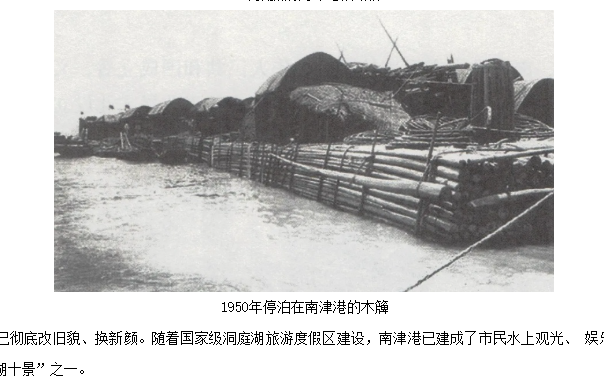 1950年停泊在南津港的木簰
已彻底改旧貌、换新颜。随着国家级洞庭湖旅游度假区建设，南津港已建成了市民水上观光、 娱
湖十景”之一。